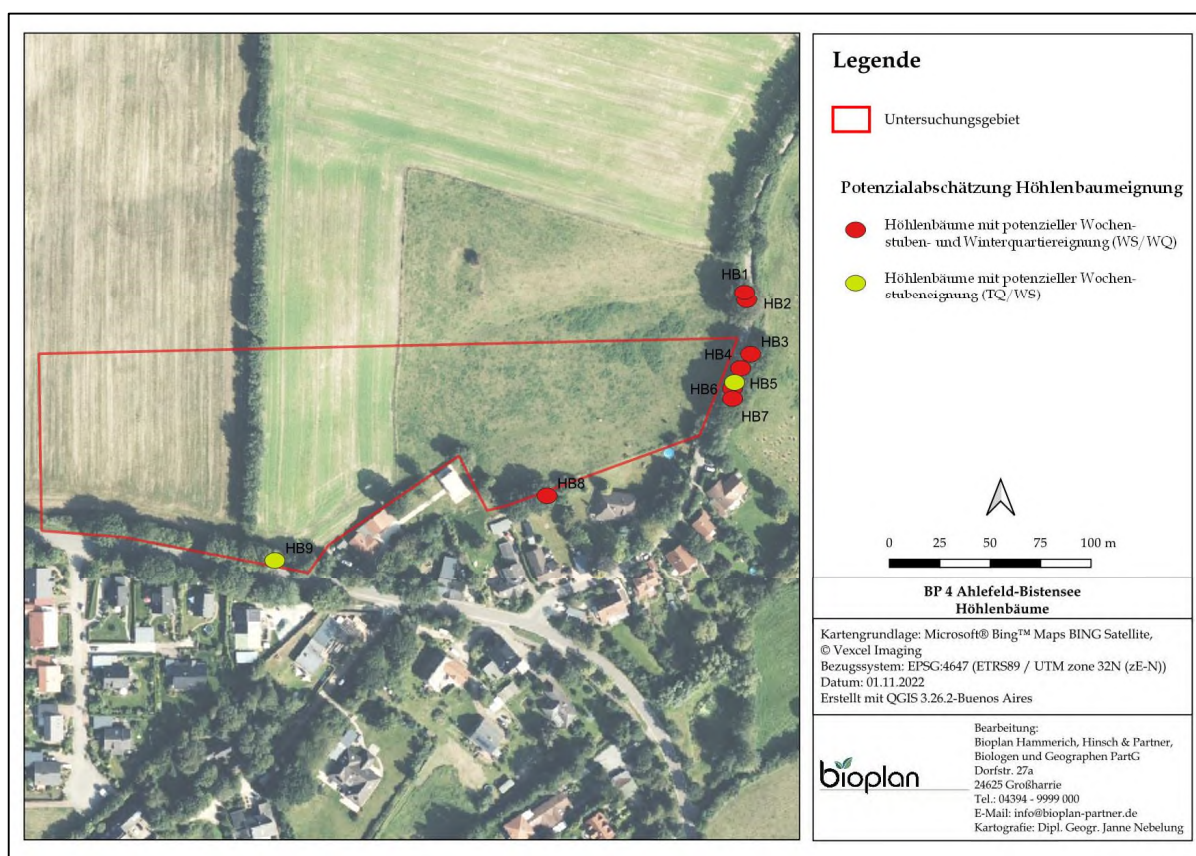 HB1
HB2
HB3
HB4
HB5
HB6
HB7
HB8
HB9
Legende
Untersuchungsgebiet
Potenzialabschätzung Höhlenbaumeignung
Höhlenbäume mit potenzieller Wochen-
stuben- und Winterquartiereignung (WS/WQ)
Höhlenbäume mit potenzieller Wochen-
stubeneignung (TQ/WS)
0 25 50 75 100 m
BP 4 Ahlefeld-Bistensee
Höhlenbäume
Kartengrundlage: Microsoft® Bing™ Maps BING Satellite,
© Vexcel Imaging
Bezugssystem: EPSG:4647 (ETRS89 / UTM zone 32N (zE-N))
Datum: 01.11.2022
Erstellt mit QGIS 3.26.2-Buenos Aires
bioplan
Bearbeitung:
Bioplan Hammerich, Hinsch & Partner,
Biologen und Geographen PartG
Dorfstr. 27a
24625 Großharrie
Tel.: 04394 - 9999 000
E-Mail: info@bioplan-partner.de
Kartografie: Dipl. Geogr. Janne Nebelung